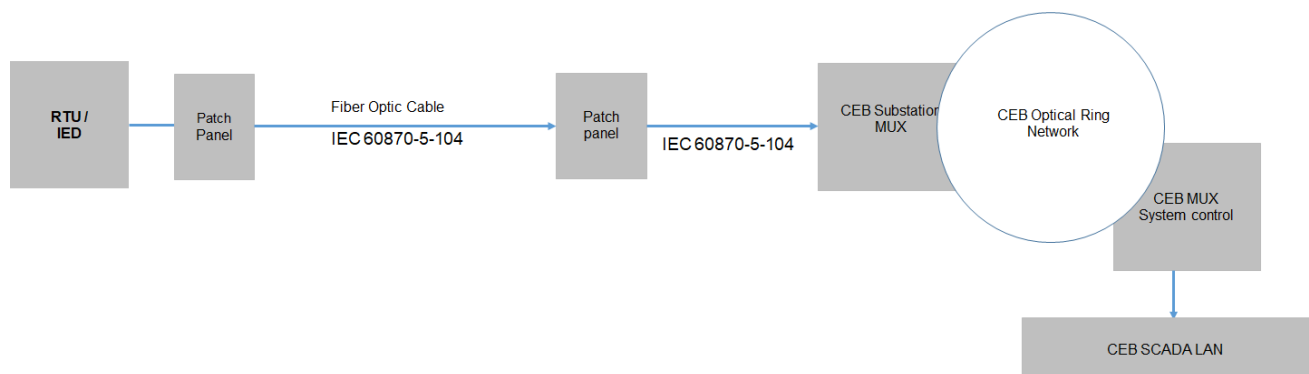 RTU /
IED
Patch
Panel
Fiber Optic Cable
IEC 60870-5-104
Patch
panel
IEC 60870-5-104
CEB Substation
MUX
CEB Optical Ring
Network
CEB MUX
System control
CEB SCADA LAN